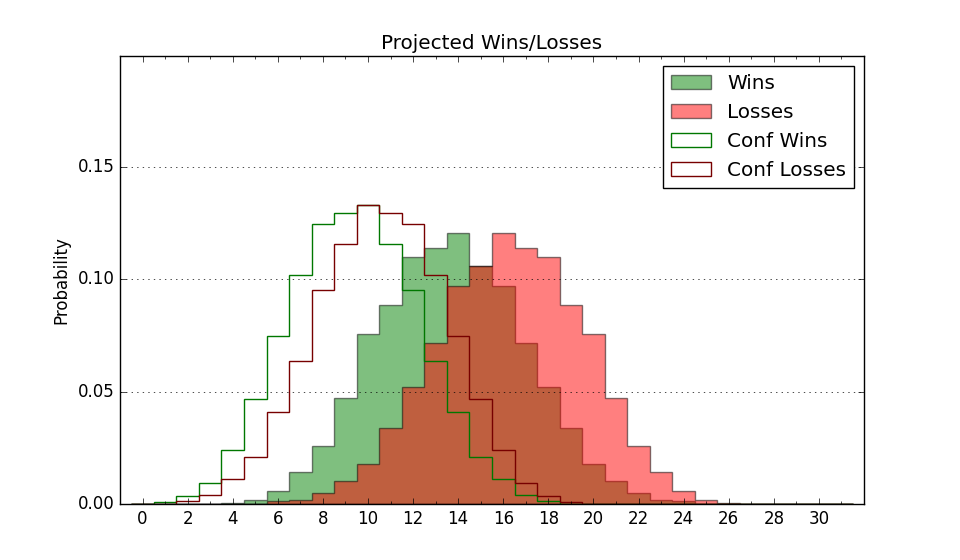 Projected Wins/Losses
Wins
Losses
Conf Wins
Conf Losses
Probability
0.15
0.10
0.05
0.00
0 2 4 6 8 10 12 14 16 18 20 22 24 26 28 30